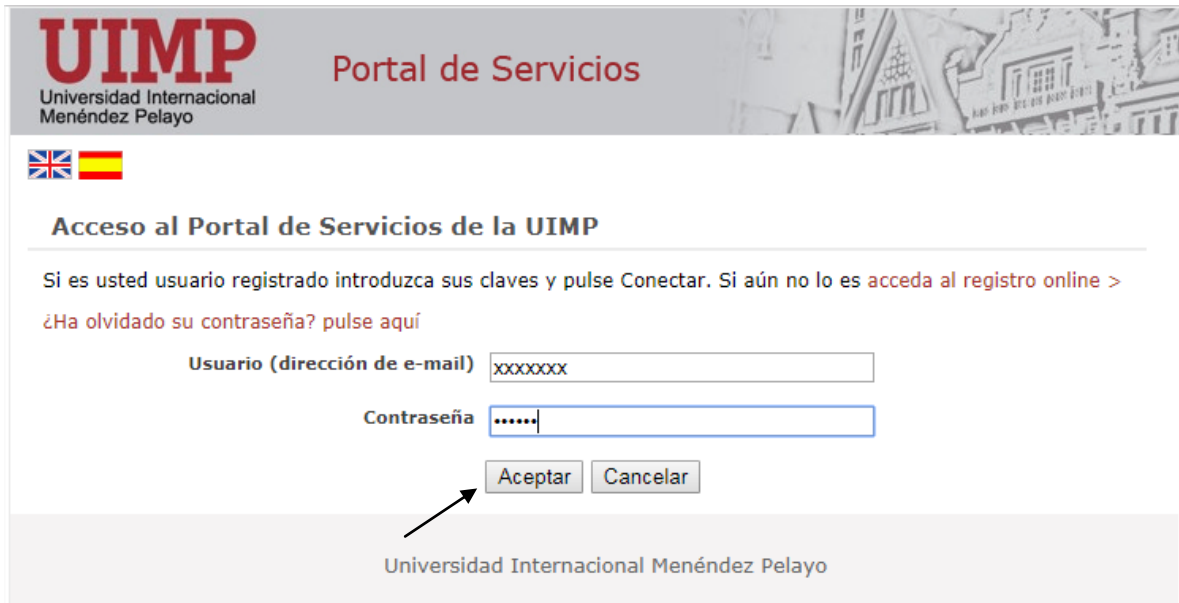 UIMP
Universidad Internacional
Menéndez Pelayo
Portal de Servicios
Acceso al Portal de Servicios de la UIMP
Si es usted usuario registrado introduzca sus claves y pulse Conectar. Si aún no lo es acceda al registro online >
¿Ha olvidado su contraseña? pulse aquí
Usuario (dirección de e-mail) xxxxxxx
Contraseña ••••••
Aceptar Cancelar
Universidad Internacional Menéndez Pelayo